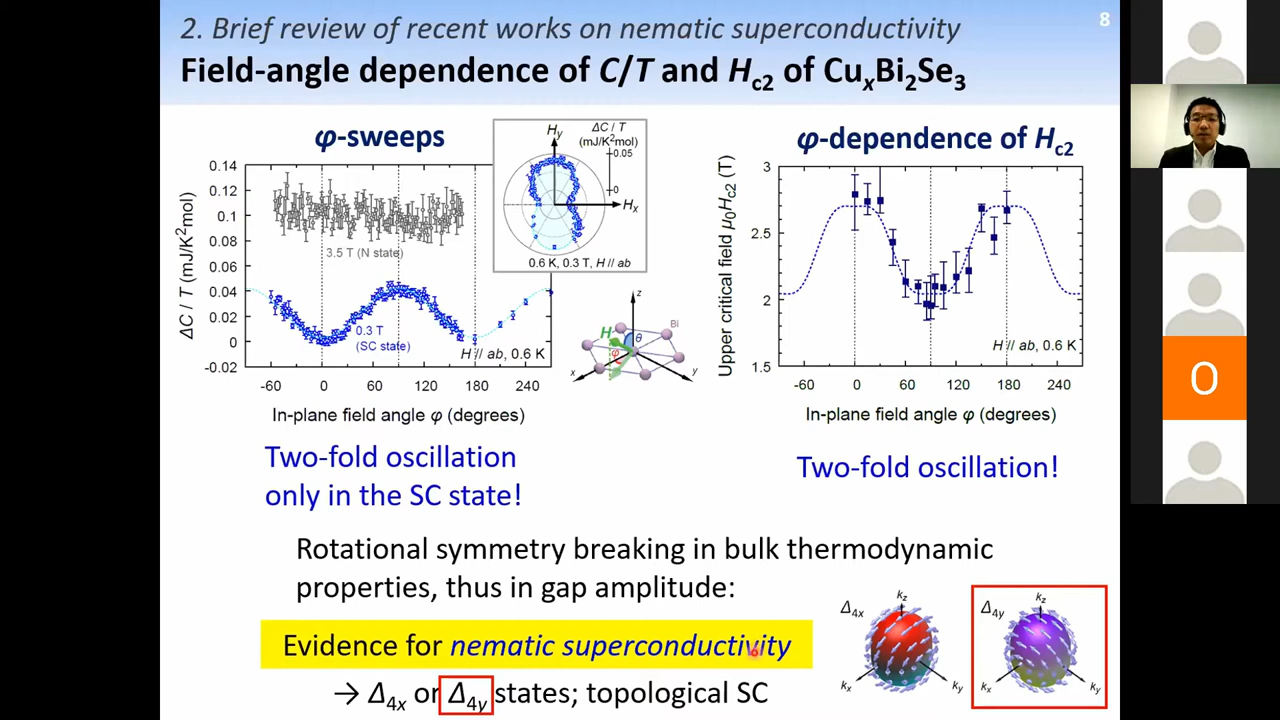 8
2. Brief review of recent works on nematic superconductivity
Field-angle dependence of C/T and Hc2 of CuxBi2Se3
φ-sweeps
0.14
0.12
0.1
0.08
0.06
0.04
0.02
0
-0.02
ΔC / T (mJ/K²mol)
3.5 T (N state)
0.3 T
(SC state)
H // ab, 0.6 K
-60 0 60 120 180 240
In-plane field angle φ (degrees)
Hy
ΔC / T
(mJ/K²mol)
0.05
0
Hx
0.6 K, 0.3 T, H // ab
z
Bi
H
θ
φ
x
y
φ-dependence of Hc2
3
2.5
2
1.5
Upper critical field μ0Hc2 (T)
H // ab, 0.6 K
-60 0 60 120 180 240
In-plane field angle φ (degrees)
Two-fold oscillation
only in the SC state!
Two-fold oscillation!
Rotational symmetry breaking in bulk thermodynamic
properties, thus in gap amplitude:
Evidence for nematic superconductivity
→ Δ4x or Δ4y states; topological SC
Δ4x
kz
kx
ky
Δ4y
kz
kx
ky
O